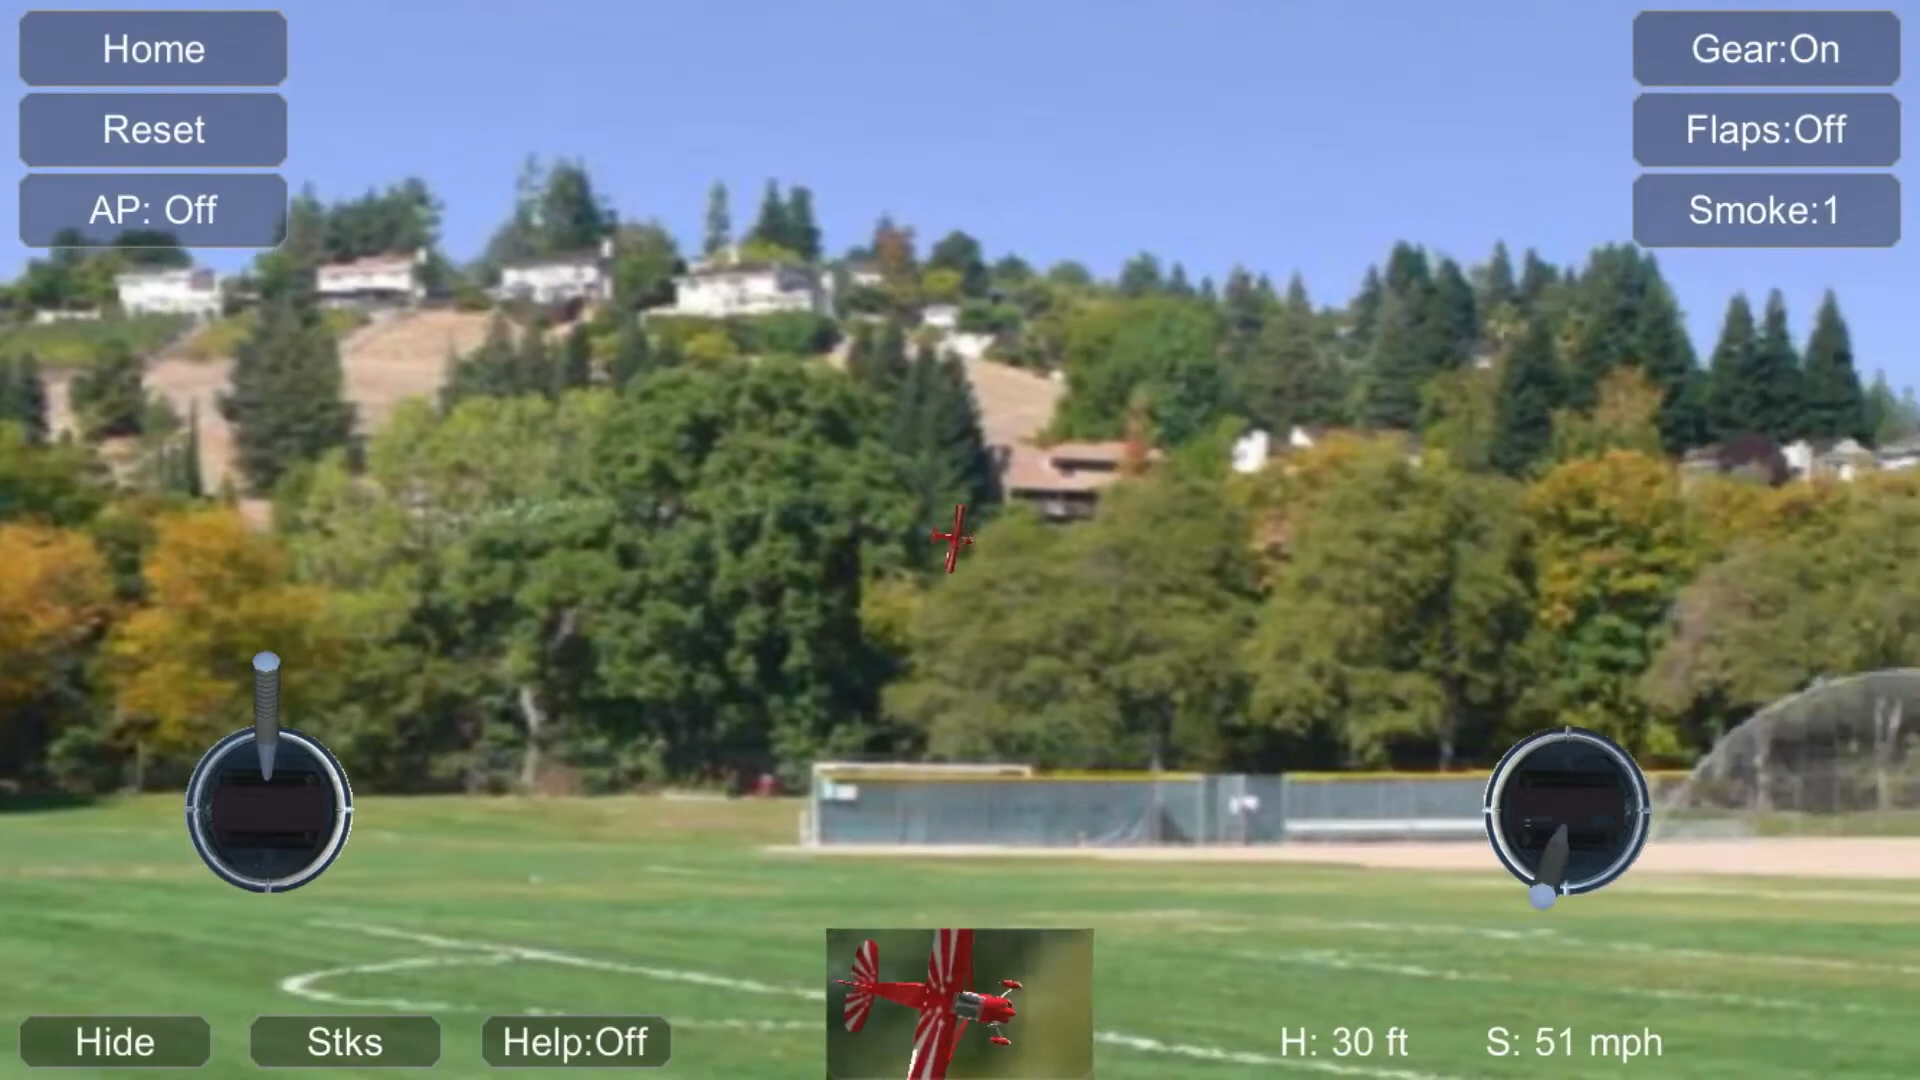 Home
Reset
AP: Off
Gear:On
Flaps:Off
Smoke:1
Hide
Stks
Help:Off
H: 30 ft
S: 51 mph